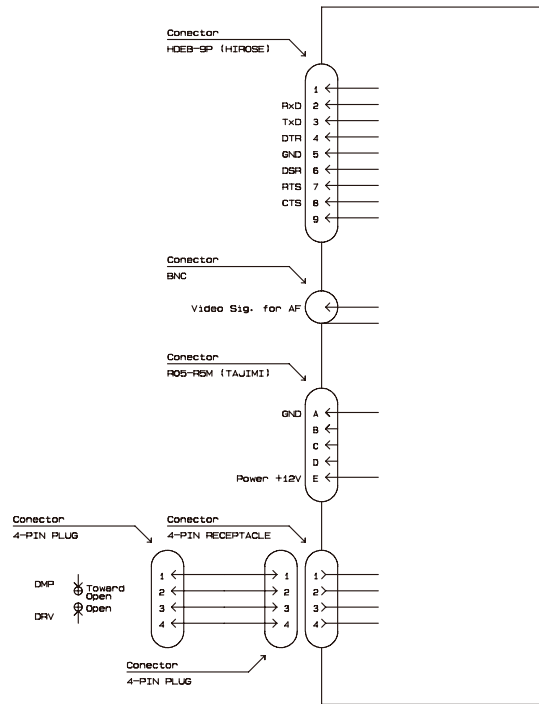 Conector
HDEB-9P (HIROSE)
1
RxD 2
TxD 3
DTR 4
GND 5
DSR 6
RTS 7
CTS 8
9
Conector
BNC
Video Sig. for AF
Conector
R05-R5M (TAJIMI)
GND A
B
C
D
Power +12V E
Conector Conector
4-PIN PLUG 4-PIN RECEPTACLE
1 1 1
DMP Toward 2 2 2
Open
Open 3 3 3
DRV 4 4 4
Conector
4-PIN PLUG